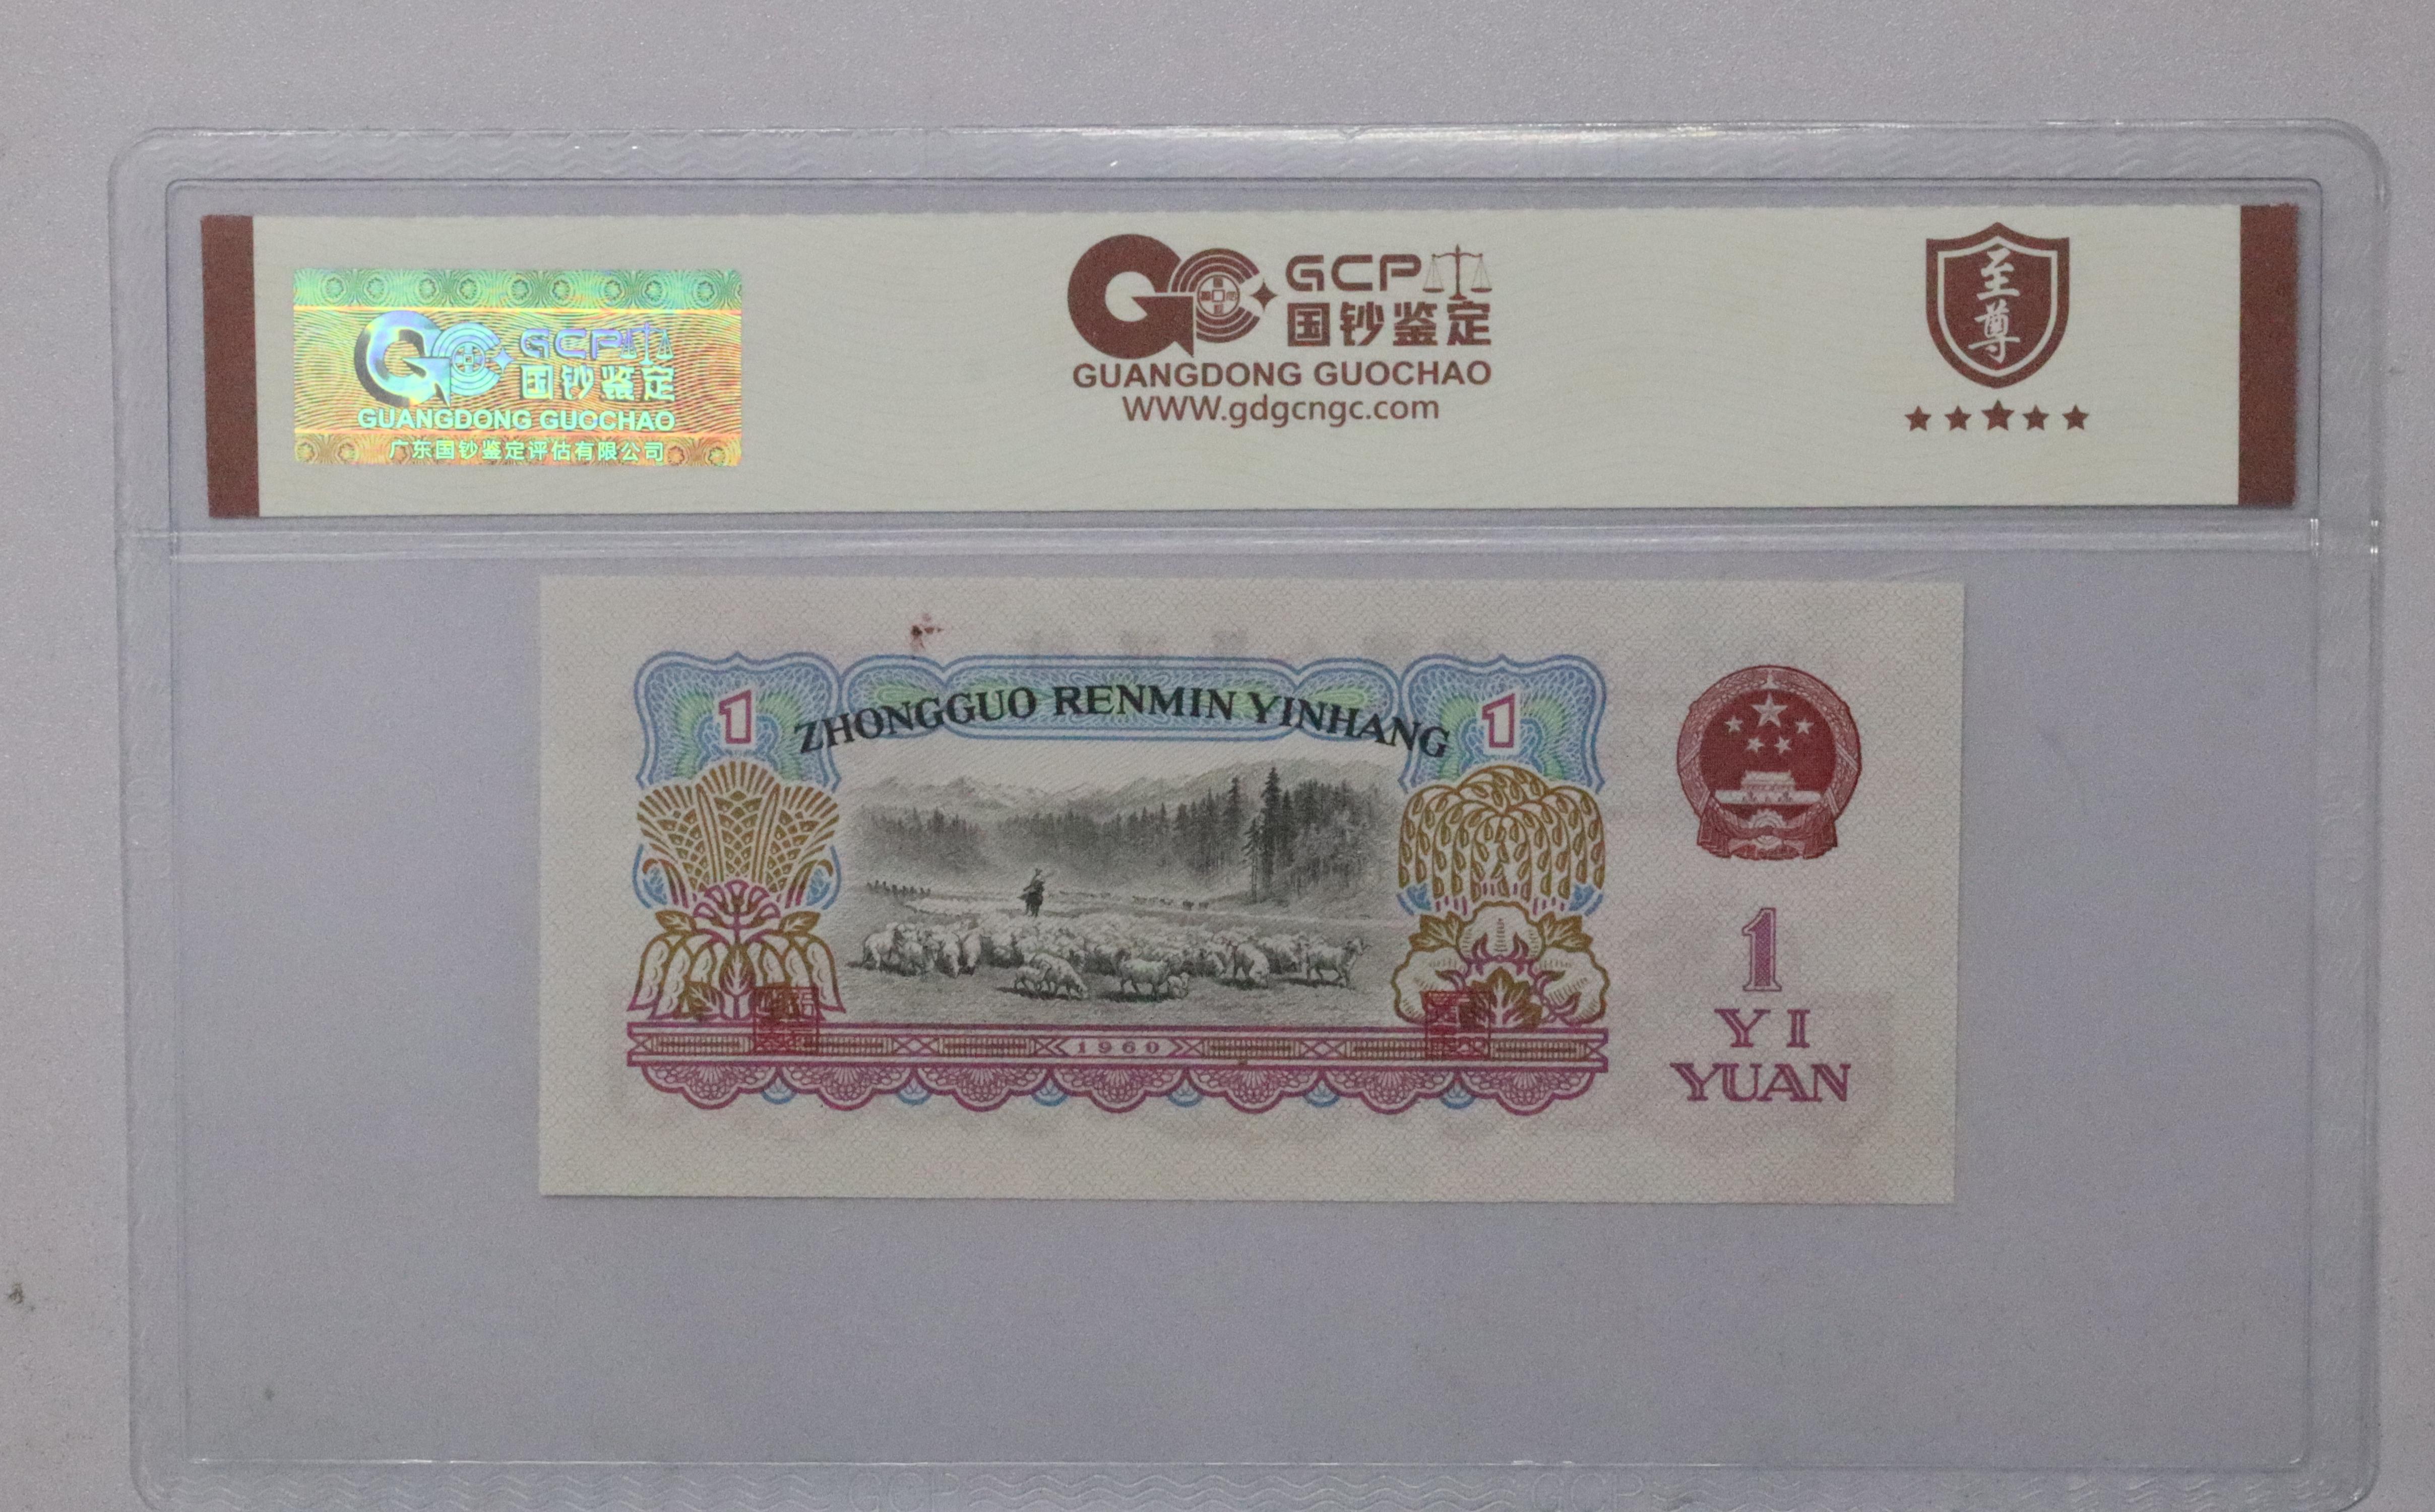 GCP
国钞鉴定
GUANGDONG GUOCHAO
广东国钞鉴定评估有限公司
GCP
国钞鉴定
GUANGDONG GUOCHAO
WWW.gdgcngc.com
至尊
1
ZHONGGUO RENMIN YINHANG
1
1960
1
YI
YUAN
GCP
GCP